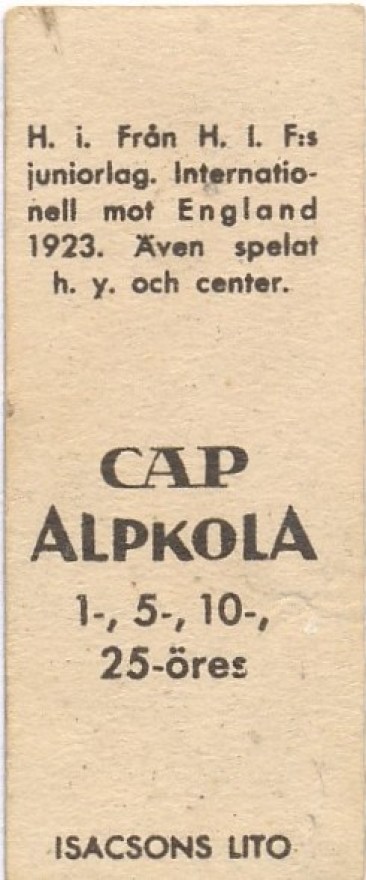 H. i. Från H. I. F:s
juniorlag. Internatio-
nell mot England
1923. Även spelat
h. y. och center.
CAP
ALPKOLA
1-, 5-, 10-,
25-öres
ISACSONS LITO